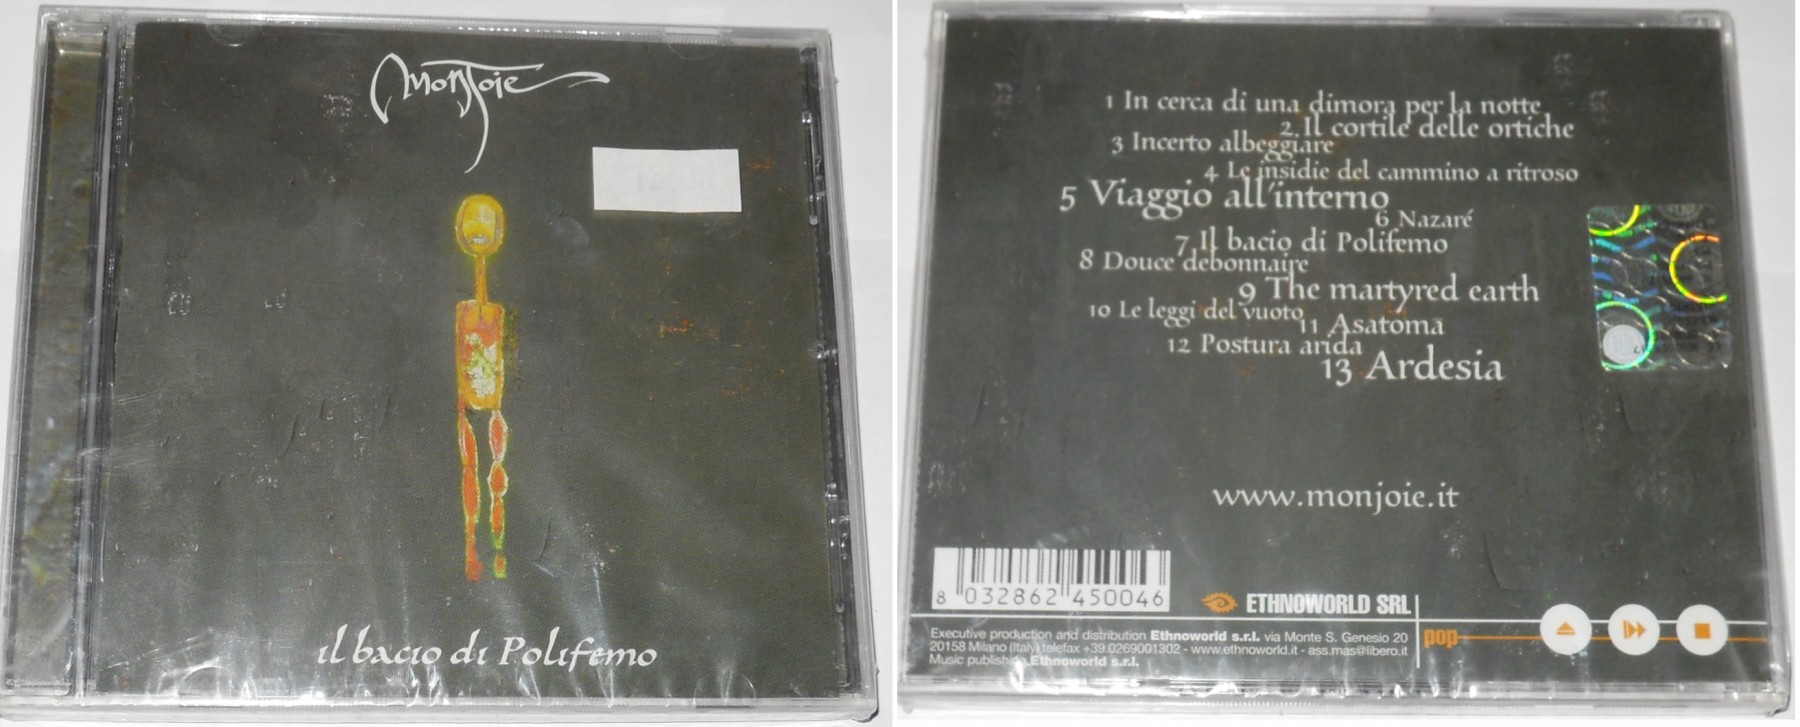 Monjoie
il bacio di Polifemo
1 In cerca di una dimora per la notte
2. Il cortile delle ortiche
3 Incerto albeggiare
4 Le insidie del cammino a ritroso
5 Viaggio all'interno
6 Nazaré
7 Il bacio di Polifemo
8 Douce debonnaire
9 The martyred earth
10 Le leggi del vuoto
11 Asatoma
12 Postura arida
13 Ardesia
www.monjoie.it
8 032862 450046
ETHNOWORLD SRL
Executive production and distribution Ethnoworld s.r.l. via Monte S. Genesio 20
20158 Milano (Italy) telefax +39.0269001302 - www.ethnoworld.it - ass.mas@libero.it
Music publishing Ethnoworld s.r.l.
pop